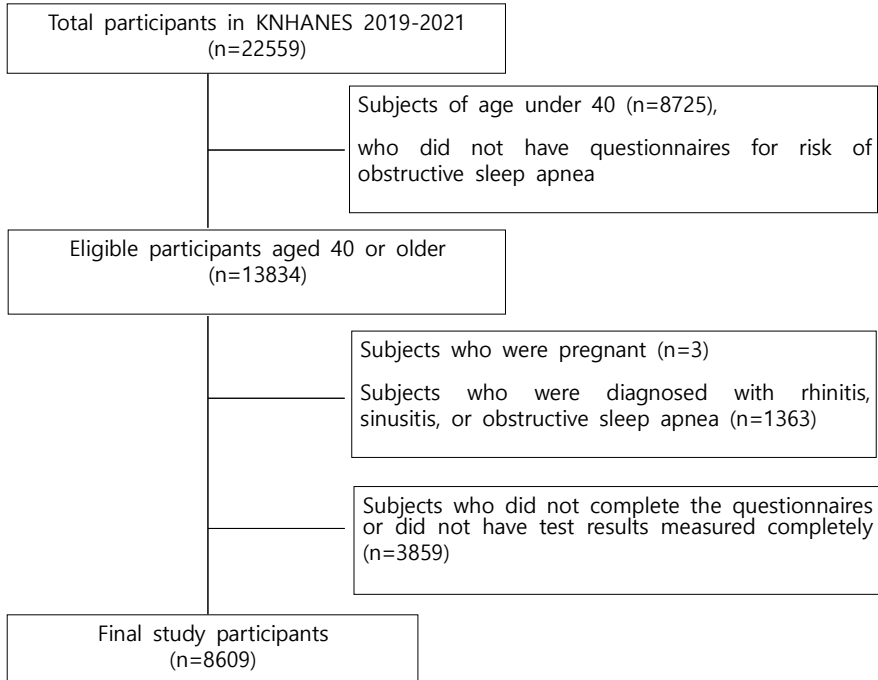 Total participants in KNHANES 2019-2021
(n=22559)
Subjects of age under 40 (n=8725),
who did not have questionnaires for risk of
obstructive sleep apnea
Eligible participants aged 40 or older
(n=13834)
Subjects who were pregnant (n=3)
Subjects who were diagnosed with rhinitis,
sinusitis, or obstructive sleep apnea (n=1363)
Subjects who did not complete the questionnaires
or did not have test results measured completely
(n=3859)
Final study participants
(n=8609)